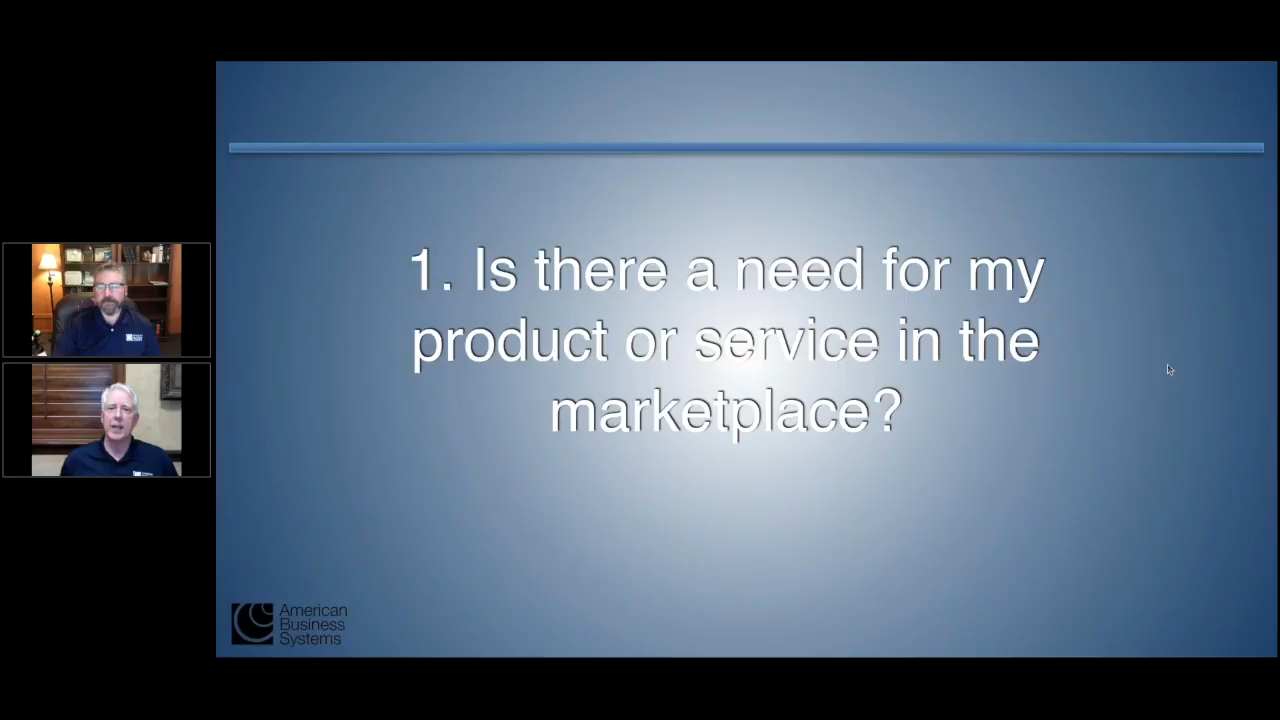 1. Is there a need for my
product or service in the
marketplace?
American
Business
Systems